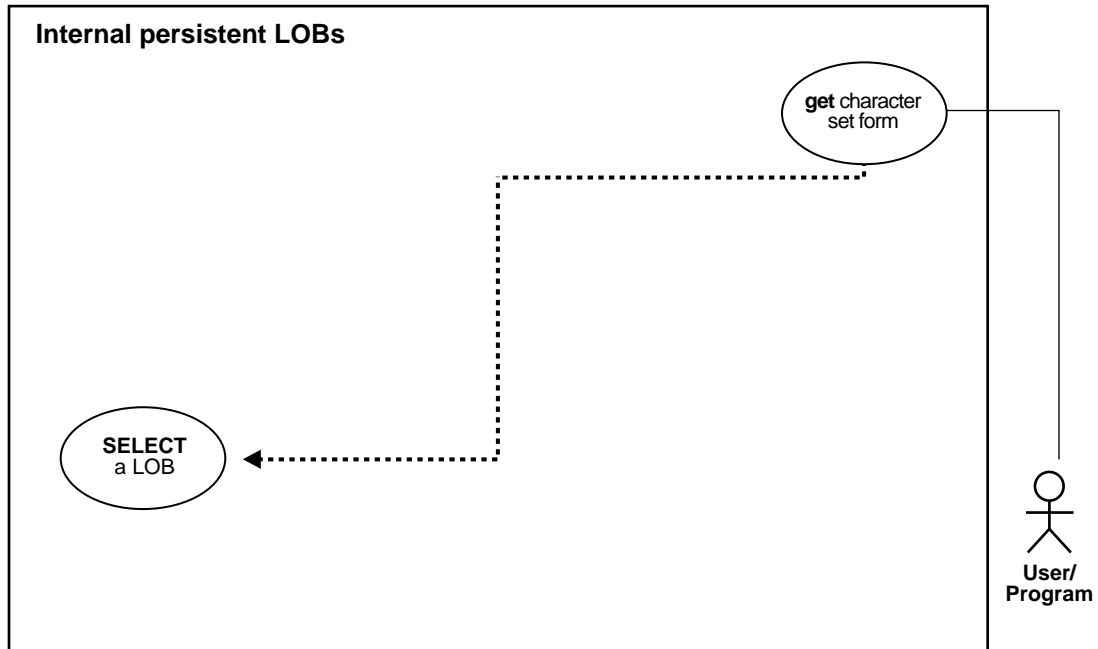 Internal persistent LOBs
get character
set form
SELECT
a LOB
User/
Program